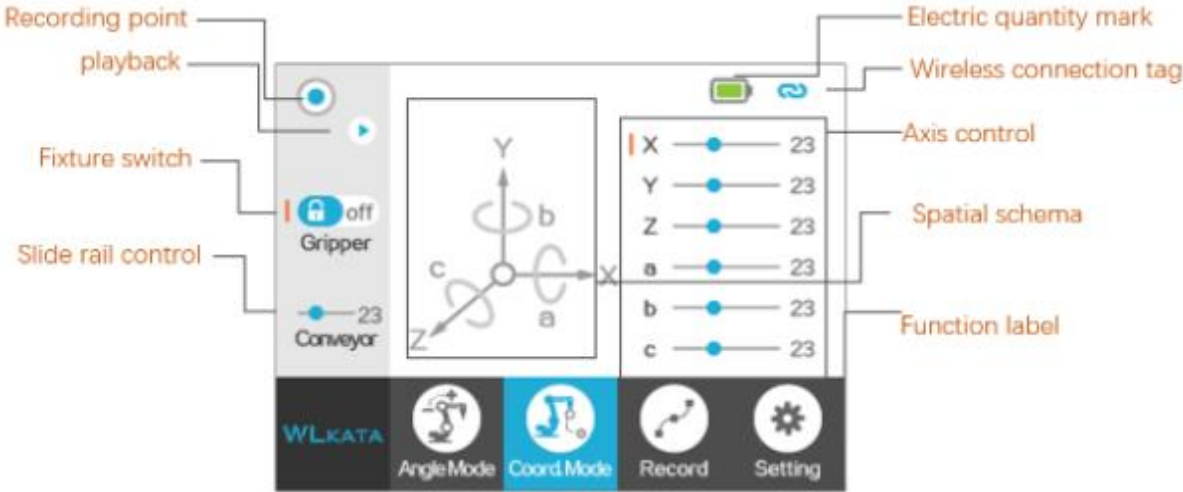 Recording point
playback
Fixture switch
Slide rail control
Electric quantity mark
Wireless connection tag
Axis control
Spatial schema
Function label
off
Gripper
23
Conveyor
Y
b
c
X
a
Z
X 23
Y 23
Z 23
a 23
b 23
c 23
WLKATA
Angle Mode
Coord.Mode
Record
Setting